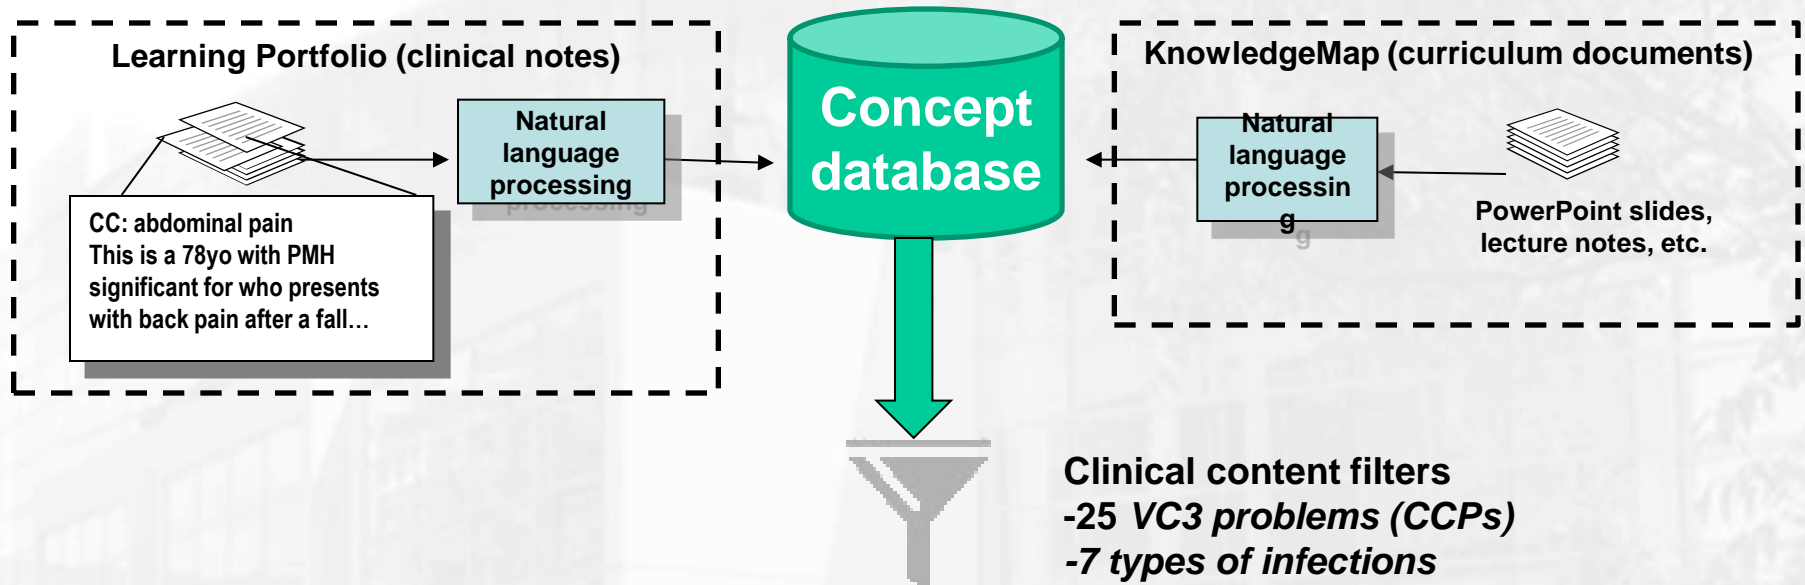 Learning Portfolio (clinical notes)
Natural
language
processing
CC: abdominal pain
This is a 78yo with PMH
significant for who presents
with back pain after a fall…
Concept
database
KnowledgeMap (curriculum documents)
Natural
language
processin
g
PowerPoint slides,
lecture notes, etc.
Clinical content filters
-25 VC3 problems (CCPs)
-7 types of infections